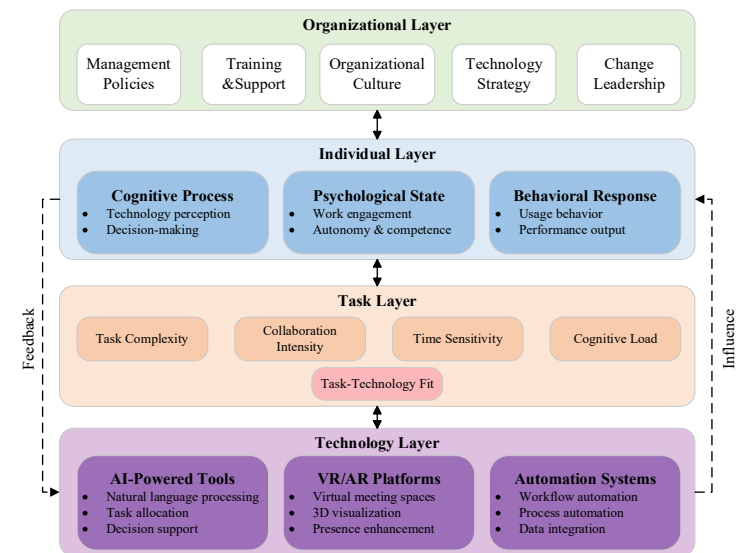 Organizational Layer
Management
Policies
Training
&Support
Organizational
Culture
Technology
Strategy
Change
Leadership
Individual Layer
Cognitive Process
• Technology perception
• Decision-making
Psychological State
• Work engagement
• Autonomy & competence
Behavioral Response
• Usage behavior
• Performance output
Feedback
Influence
Task Layer
Task Complexity
Collaboration
Intensity
Time Sensitivity
Cognitive Load
Task-Technology Fit
Technology Layer
AI-Powered Tools
• Natural language processing
• Task allocation
• Decision support
VR/AR Platforms
• Virtual meeting spaces
• 3D visualization
• Presence enhancement
Automation Systems
• Workflow automation
• Process automation
• Data integration